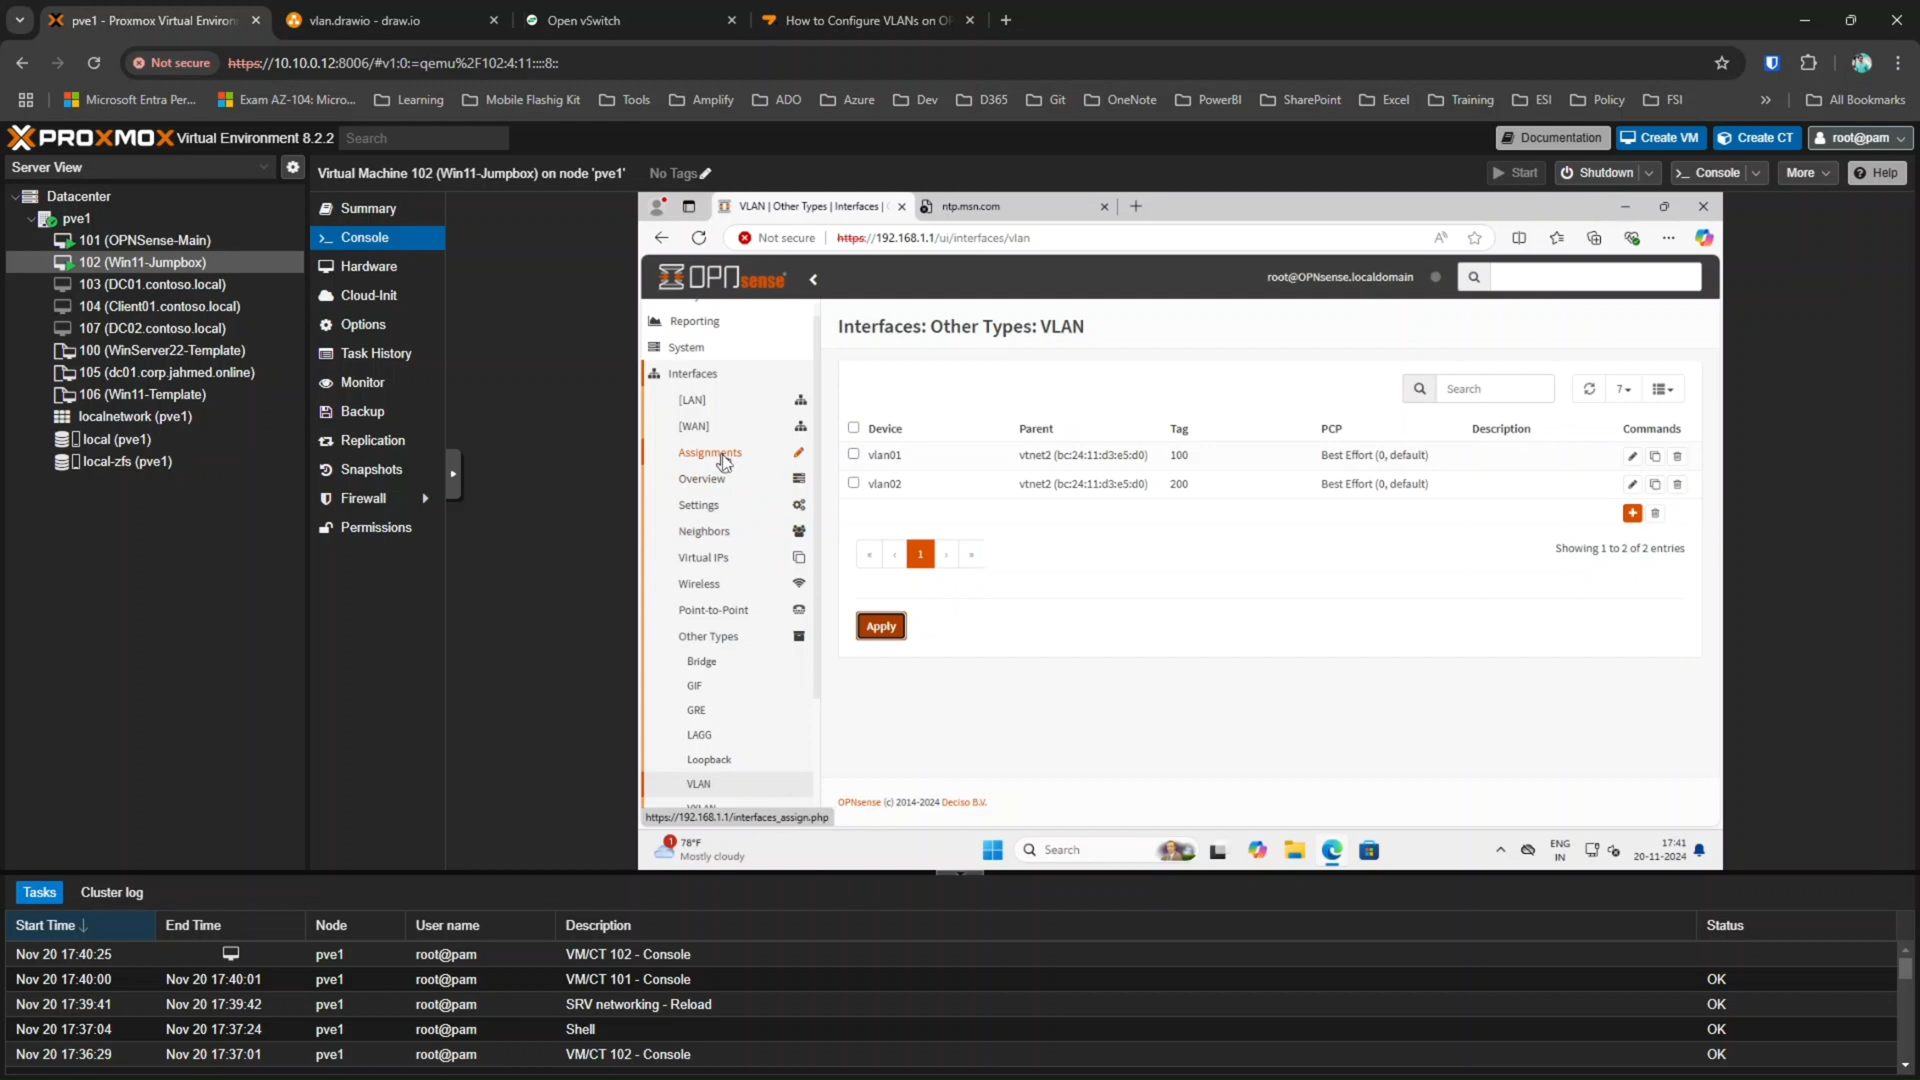 pve1 - Proxmox Virtual Environ
vlan.drawio - draw.io
Open vSwitch
How to Configure VLANs on OP
Not secure https://10.10.0.12:8006/#v1:0:=qemu%2F102:4:11::::8::
Microsoft Entra Per...
Exam AZ-104: Micro...
Learning
Mobile Flashig Kit
Tools
Amplify
ADO
Azure
Dev
D365
Git
OneNote
PowerBI
SharePoint
Excel
Training
ESI
Policy
FSI
All Bookmarks
PROXMOX Virtual Environment 8.2.2 Search
Documentation Create VM Create CT root@pam
Server View
Virtual Machine 102 (Win11-Jumpbox) on node 'pve1' No Tags
Start Shutdown Console More Help
Datacenter
pve1
101 (OPNSense-Main)
102 (Win11-Jumpbox)
103 (DC01.contoso.local)
104 (Client01.contoso.local)
107 (DC02.contoso.local)
100 (WinServer22-Template)
105 (dc01.corp.jahmed.online)
106 (Win11-Template)
localnetwork (pve1)
local (pve1)
local-zfs (pve1)
Summary
Console
Hardware
Cloud-Init
Options
Task History
Monitor
Backup
Replication
Snapshots
Firewall
Permissions
VLAN | Other Types | Interfaces |
ntp.msn.com
Not secure https://192.168.1.1/ui/interfaces/vlan
OPNsense
root@OPNsense.localdomain
Reporting
System
Interfaces
[LAN]
[WAN]
Assignments
Overview
Settings
Neighbors
Virtual IPs
Wireless
Point-to-Point
Other Types
Bridge
GIF
GRE
LAGG
Loopback
VLAN
VXLAN
https://192.168.1.1/interfaces_assign.php
Interfaces: Other Types: VLAN
Search 7
Device Parent Tag PCP Description Commands
vlan01 vtnet2 (bc:24:11:d3:e5:d0) 100 Best Effort (0, default)
vlan02 vtnet2 (bc:24:11:d3:e5:d0) 200 Best Effort (0, default)
« ‹ 1 › »
Showing 1 to 2 of 2 entries
Apply
OPNsense (c) 2014-2024 Deciso B.V.
1
78°F
Mostly cloudy
Search
ENG
IN
17:41
20-11-2024
Tasks Cluster log
Start Time End Time Node User name Description Status
Nov 20 17:40:25 pve1 root@pam VM/CT 102 - Console
Nov 20 17:40:00 Nov 20 17:40:01 pve1 root@pam VM/CT 101 - Console OK
Nov 20 17:39:41 Nov 20 17:39:42 pve1 root@pam SRV networking - Reload OK
Nov 20 17:37:04 Nov 20 17:37:24 pve1 root@pam Shell OK
Nov 20 17:36:29 Nov 20 17:37:01 pve1 root@pam VM/CT 102 - Console OK